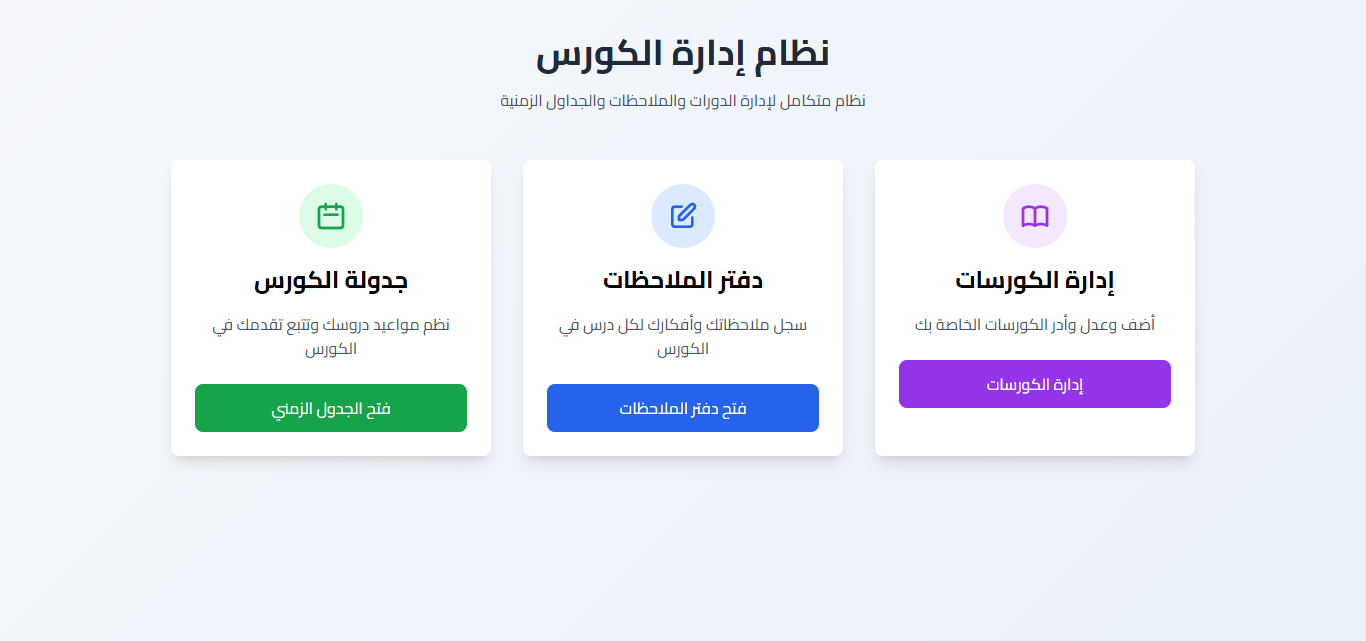 نظام إدارة الكورس
نظام متكامل لإدارة الدورات والملاحظات والجداول الزمنية
إدارة الكورسات
أضف وعدل وأدر الكورسات الخاصة بك
إدارة الكورسات
دفتر الملاحظات
سجل ملاحظاتك وأفكارك لكل درس في
الكورس
فتح دفتر الملاحظات
جدولة الكورس
نظم مواعيد دروسك وتتبع تقدمك في
الكورس
فتح الجدول الزمني